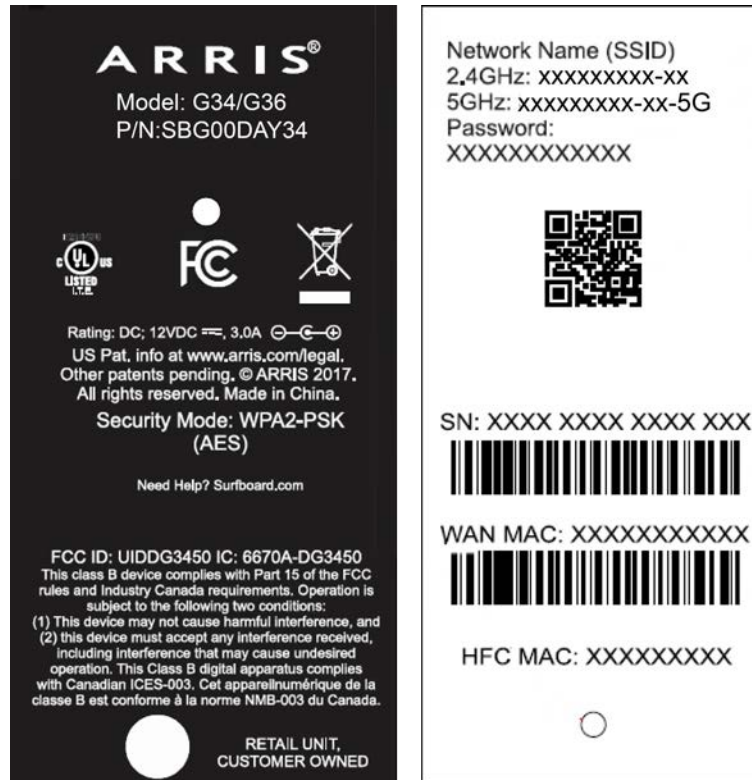 ARRIS®
Model: G34/G36
P/N:SBG00DAY34
C UL US
LISTED
I.T.E.
FC
Rating: DC; 12VDC ⎓, 3.0A
US Pat. info at www.arris.com/legal.
Other patents pending. © ARRIS 2017.
All rights reserved. Made in China.
Security Mode: WPA2-PSK
(AES)
Need Help? Surfboard.com
FCC ID: UIDDG3450 IC: 6670A-DG3450
This class B device complies with Part 15 of the FCC
rules and Industry Canada requirements. Operation is
subject to the following two conditions:
(1) This device may not cause harmful interference, and
(2) this device must accept any interference received,
including interference that may cause undesired
operation. This Class B digital apparatus complies
with Canadian ICES-003. Cet appareilnumérique de la
classe B est conforme à la norme NMB-003 du Canada.
RETAIL UNIT,
CUSTOMER OWNED
Network Name (SSID)
2.4GHz: xxxxxxxxx-xx
5GHz: xxxxxxxxx-xx-5G
Password:
XXXXXXXXXXXX
SN: XXXX XXXX XXXX XXX
WAN MAC: XXXXXXXXXXX
HFC MAC: XXXXXXXXX